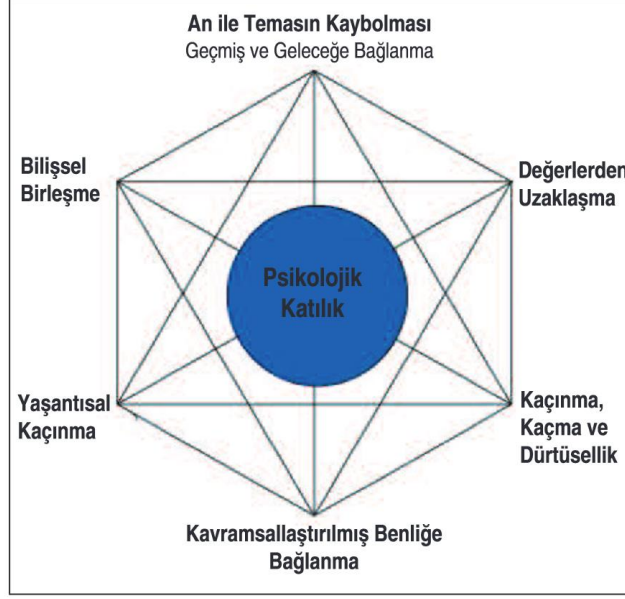 An ile Temasın Kaybolması
Geçmiş ve Geleceğe Bağlanma
Bilişsel
Birleşme
Değerlerden
Uzaklaşma
Psikolojik
Katılık
Yaşantısal
Kaçınma
Kaçınma,
Kaçma ve
Dürtüsellik
Kavramsallaştırılmış Benliğe
Bağlanma